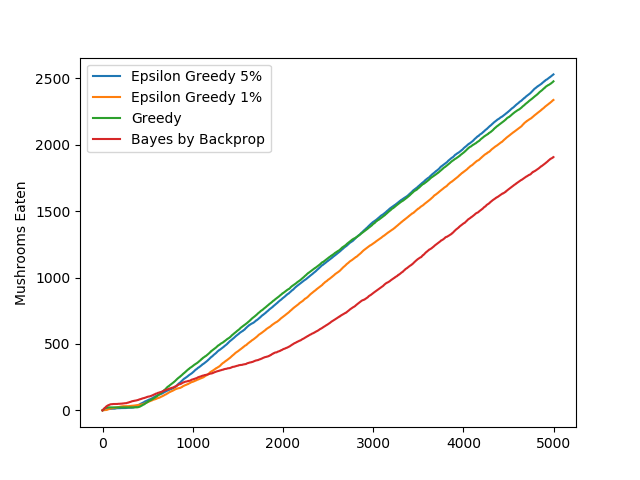 Epsilon Greedy 5%
Epsilon Greedy 1%
Greedy
Bayes by Backprop
Mushrooms Eaten
2500
2000
1500
1000
500
0
0 1000 2000 3000 4000 5000